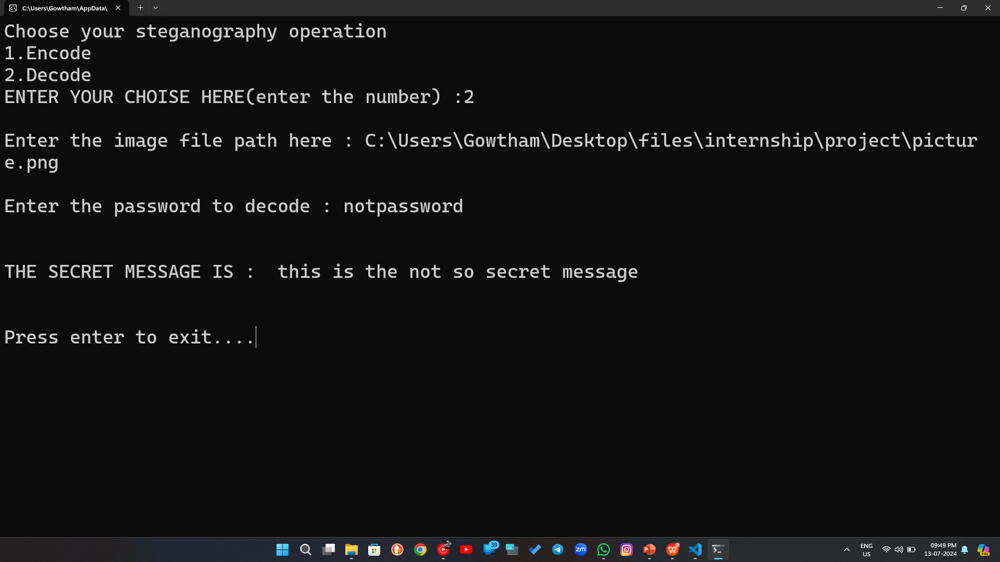 C:\Users\Gowtham\AppData\
Choose your steganography operation
1.Encode
2.Decode
ENTER YOUR CHOISE HERE(enter the number) :2
Enter the image file path here : C:\Users\Gowtham\Desktop\files\internship\project\pictur
e.png
Enter the password to decode : notpassword
THE SECRET MESSAGE IS :  this is the not so secret message
Press enter to exit....
39
zm
ENG
US
09:49 PM
13-07-2024
PRE